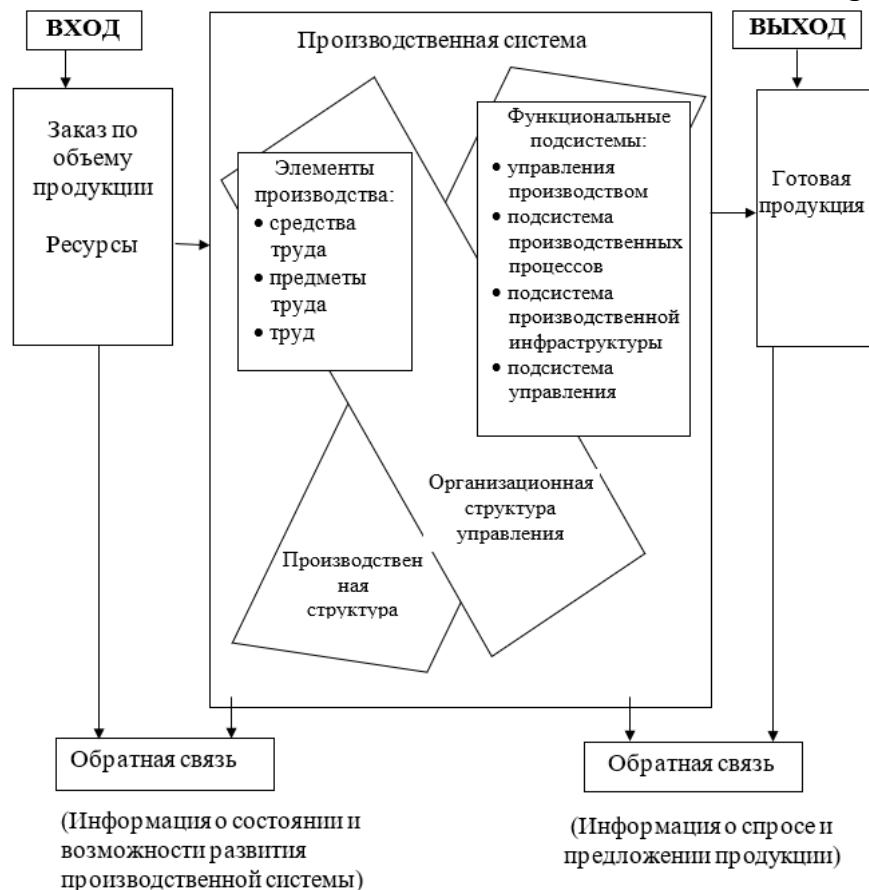 ВХОД
Заказ по
объему
продукции
Ресурсы
Производственная система
Элементы
производства:
• средства
труда
• предметы
труда
• труд
Функциональные
подсистемы:
• управления
производством
• подсистема
производственных
процессов
• подсистема
производственной
инфраструктуры
• подсистема
управления
Организационная
структура
управления
Производствен
ная
структура
ВЫХОД
Готовая
продукция
Обратная связь
(Информация о состоянии и
возможности развития
производственной системы)
Обратная связь
(Информация о спросе и
предложении продукции)